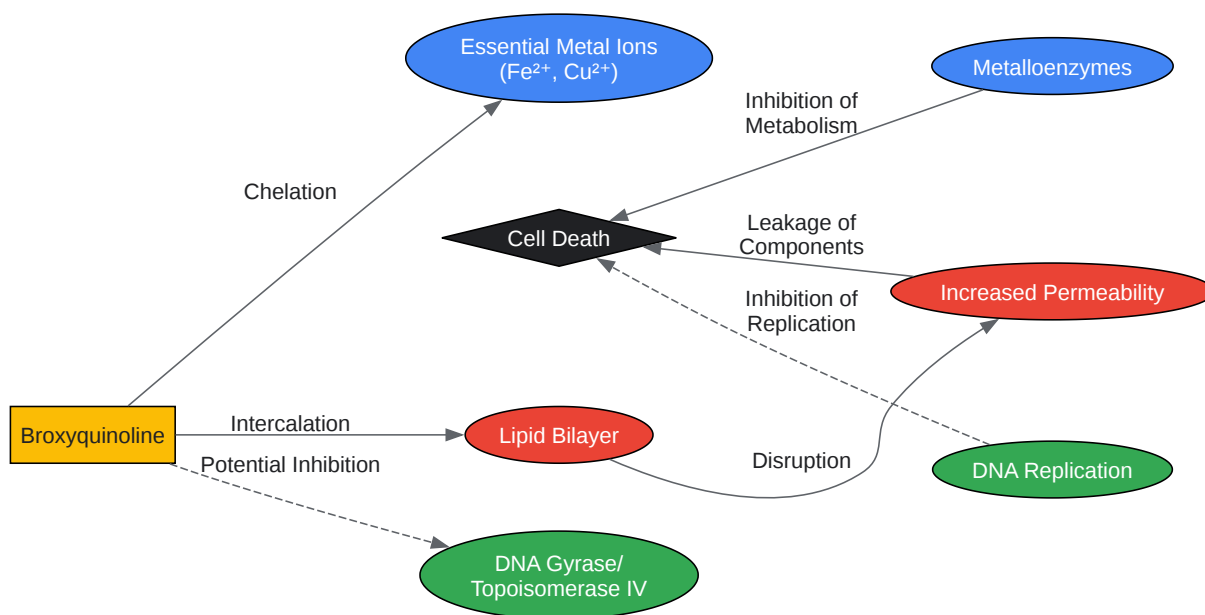 Essential Metal Ions
(Fe²⁺, Cu²⁺)
Metalloenzymes
Inhibition of
Metabolism
Chelation
Cell Death
Leakage of
Components
Increased Permeability
Inhibition of
Replication
Broxyquinoline
Intercalation
Lipid Bilayer
Potential Inhibition
Disruption
DNA Replication
DNA Gyrase/
Topoisomerase IV